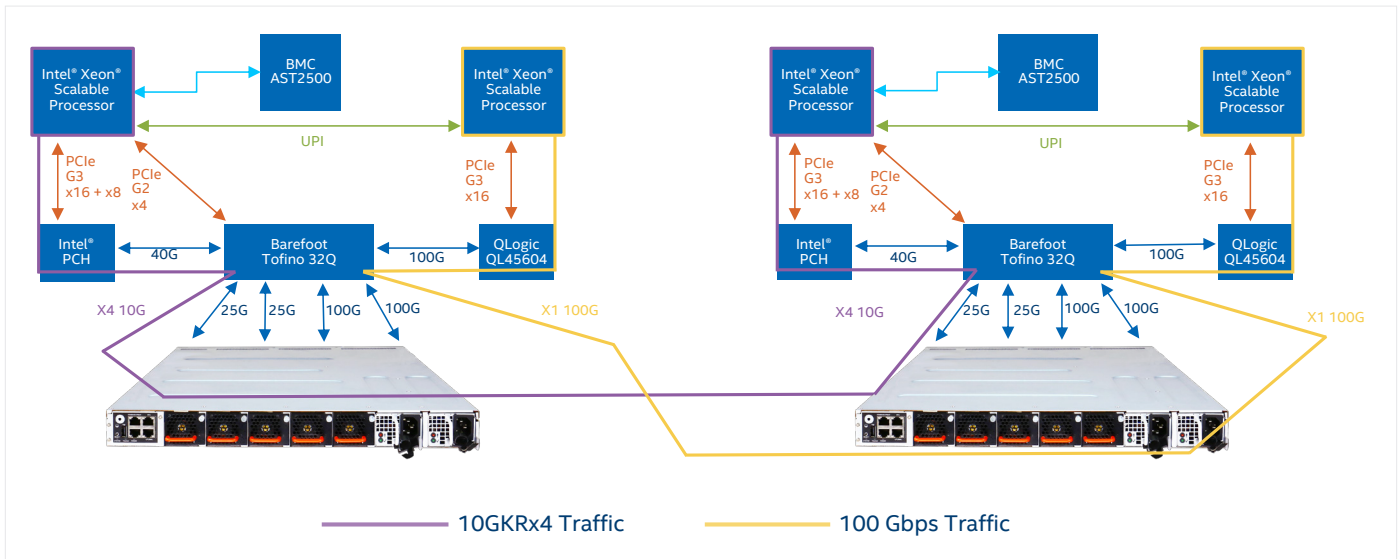 Intel® Xeon®
Scalable
Processor
BMC
AST2500
Intel® Xeon®
Scalable
Processor
UPI
PCIe
G3
x16 + x8
PCIe
G2
x4
PCIe
G3
x16
Intel®
PCH
40G
Barefoot
Tofino 32Q
100G
QLogic
QL45604
X4 10G
25G
25G
100G
100G
X1 100G
Intel® Xeon®
Scalable
Processor
BMC
AST2500
Intel® Xeon®
Scalable
Processor
UPI
PCIe
G3
x16 + x8
PCIe
G2
x4
PCIe
G3
x16
Intel®
PCH
40G
Barefoot
Tofino 32Q
100G
QLogic
QL45604
X4 10G
25G
25G
100G
100G
X1 100G
10GKRx4 Traffic
100 Gbps Traffic